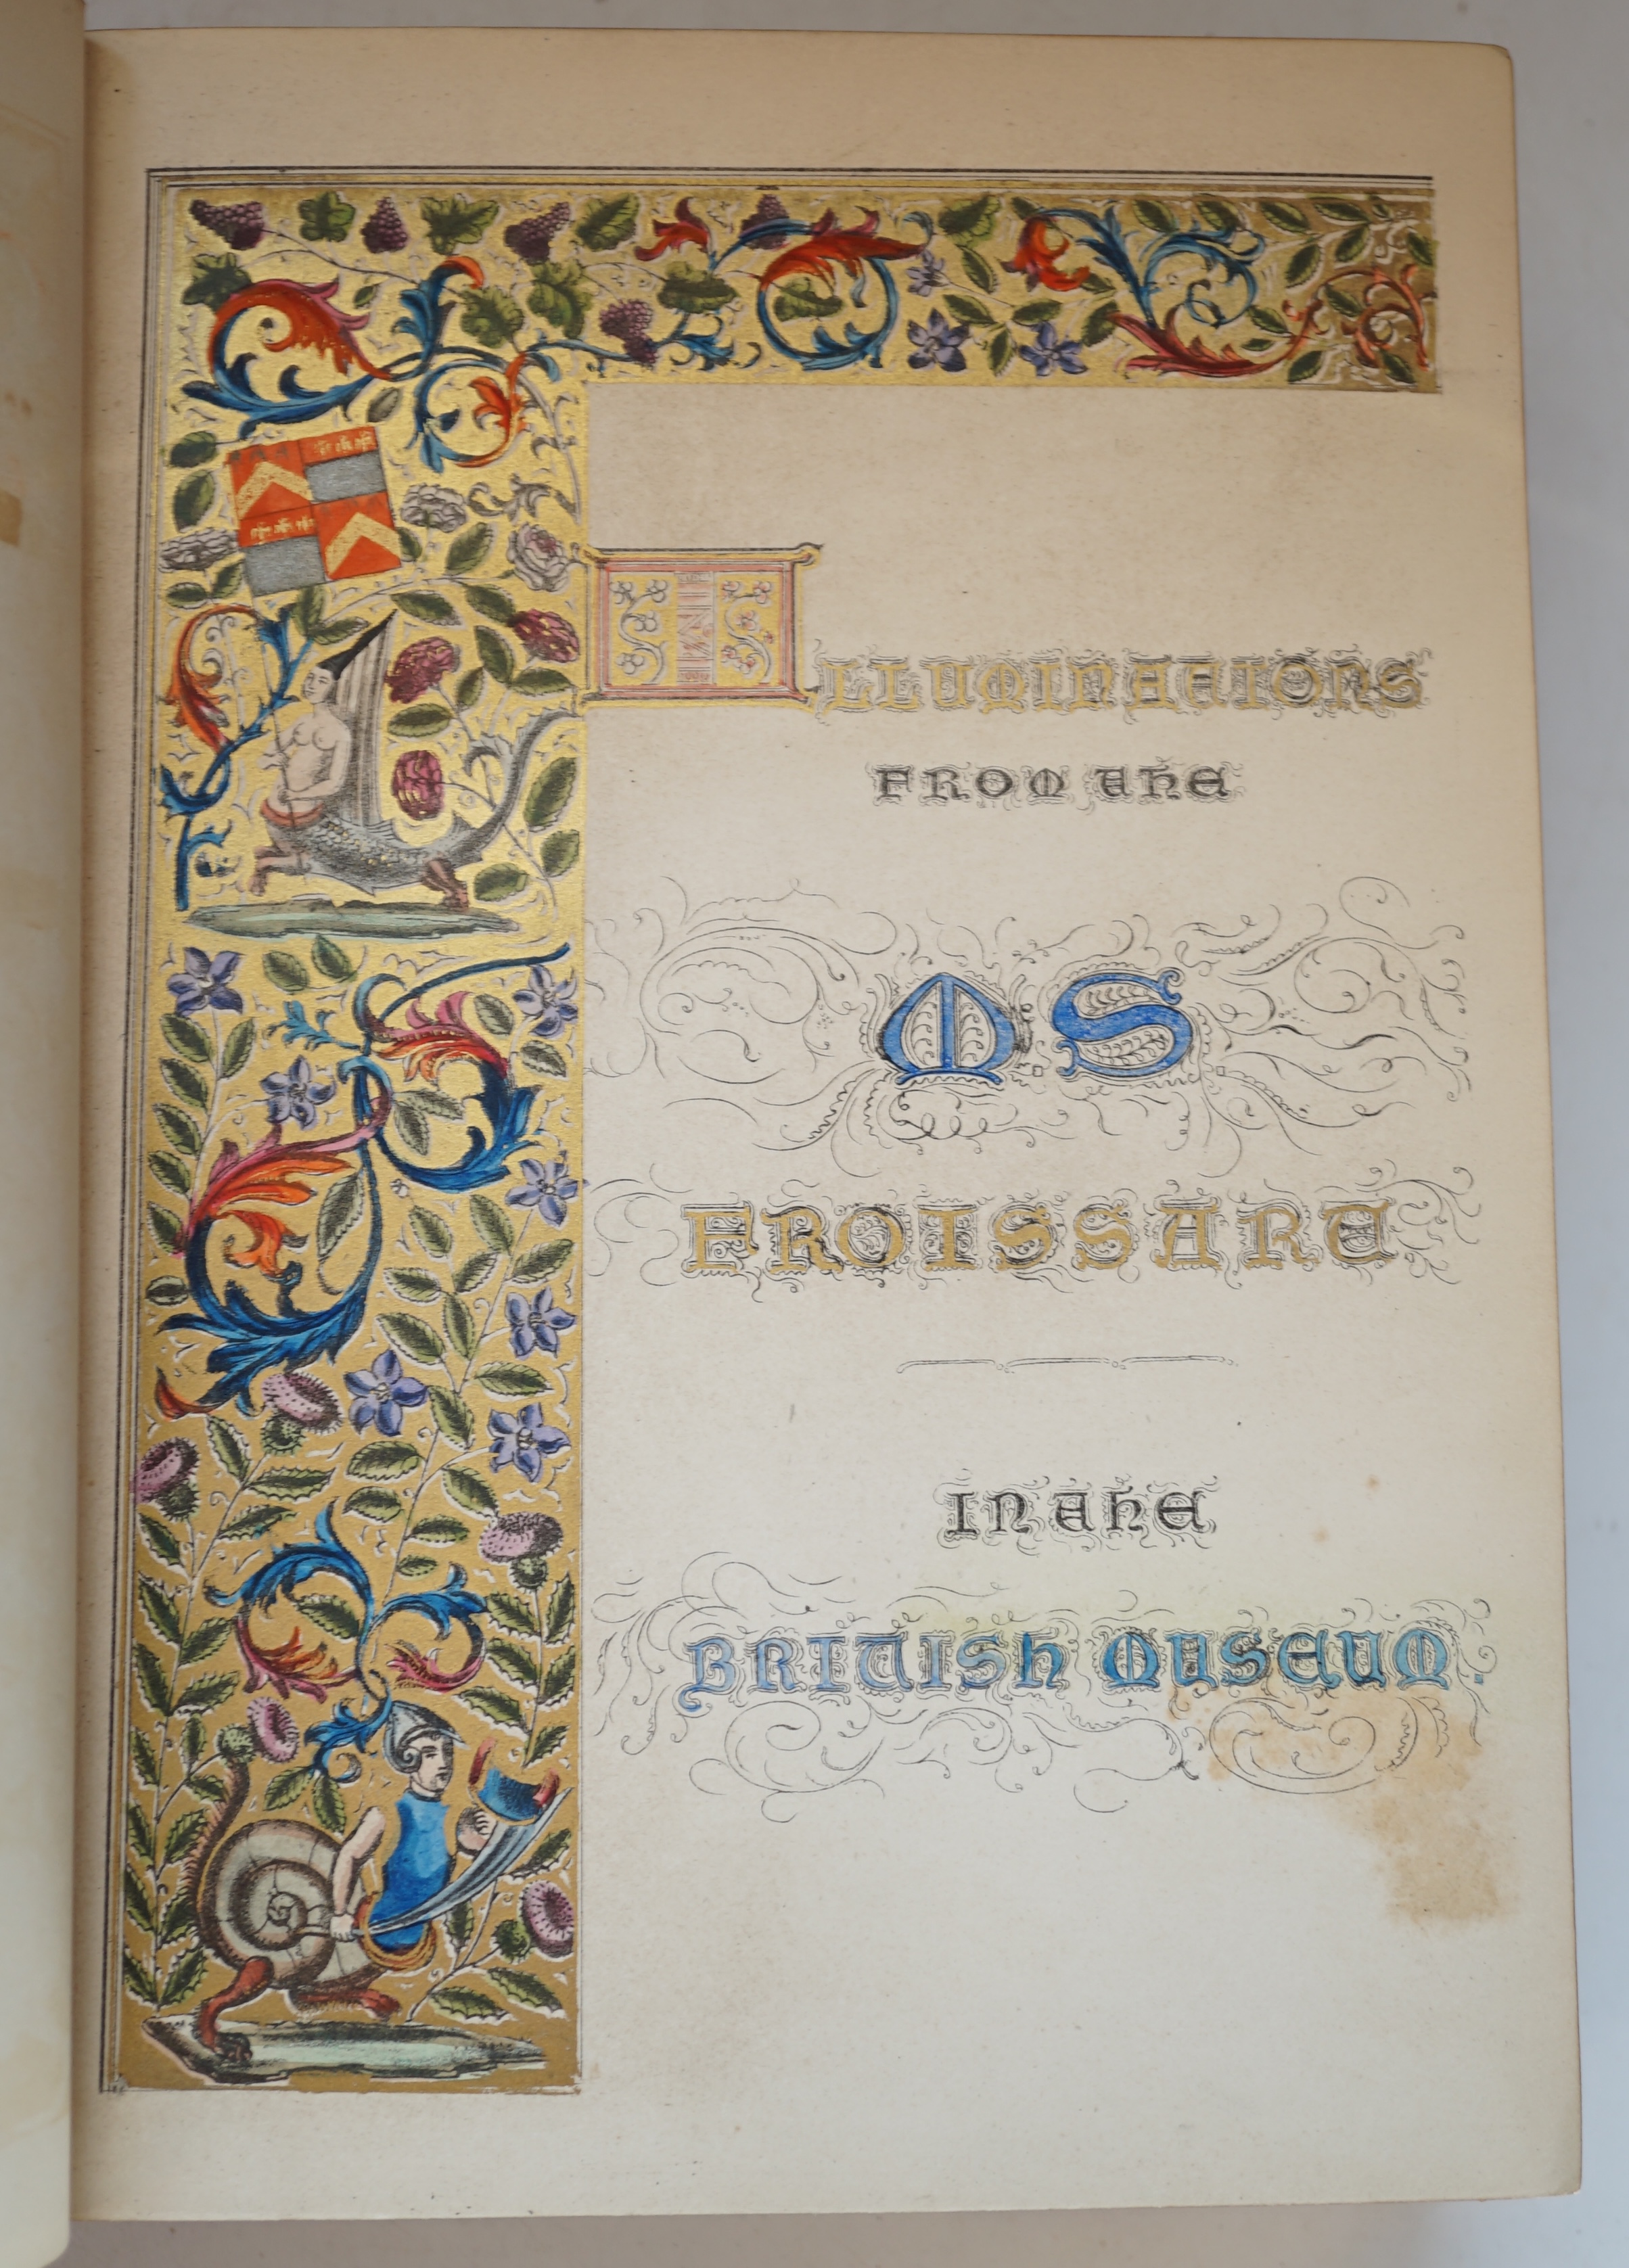 ILLUMINATIONS
FROM THE
MS
FROISSART
IN THE
BRITISH MUSEUM.